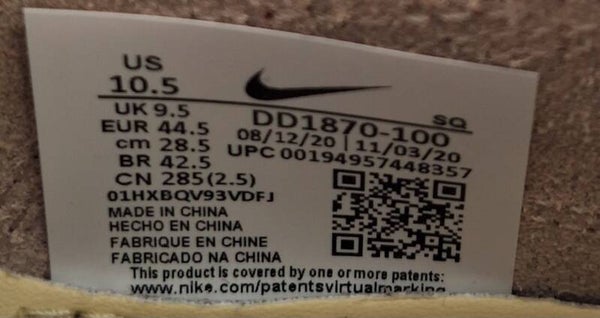 US
10.5
UK 9.5
EUR 44.5
cm 28.5
BR 42.5
CN 285(2.5)
01HXBQV93VDFJ
MADE IN CHINA
HECHO EN CHINA
FABRIQUE EN CHINE
FABRICADO NA CHINA
SQ
DD1870-100
08/12/20 | 11/03/20
UPC 00194957448357
This product is covered by one or more patents:
www.nike.com/patentsvirtualmarking